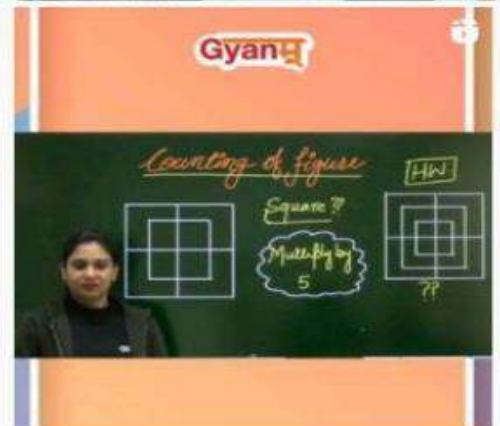 Gyanमु
Counting of figure
HW
Square ??
Multiply by
5
??